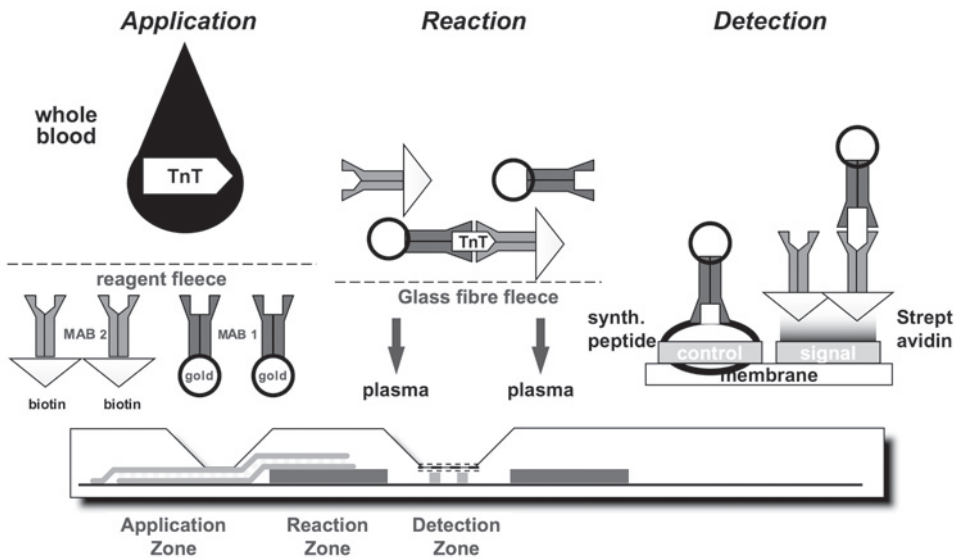 Application
Reaction
Detection
whole
blood
TnT
reagent fleece
MAB 2
MAB 1
gold
gold
biotin
biotin
TnT
Glass fibre fleece
plasma
plasma
synth.
peptide
control
signal
Strept
avidin
membrane
Application
Zone
Reaction
Zone
Detection
Zone